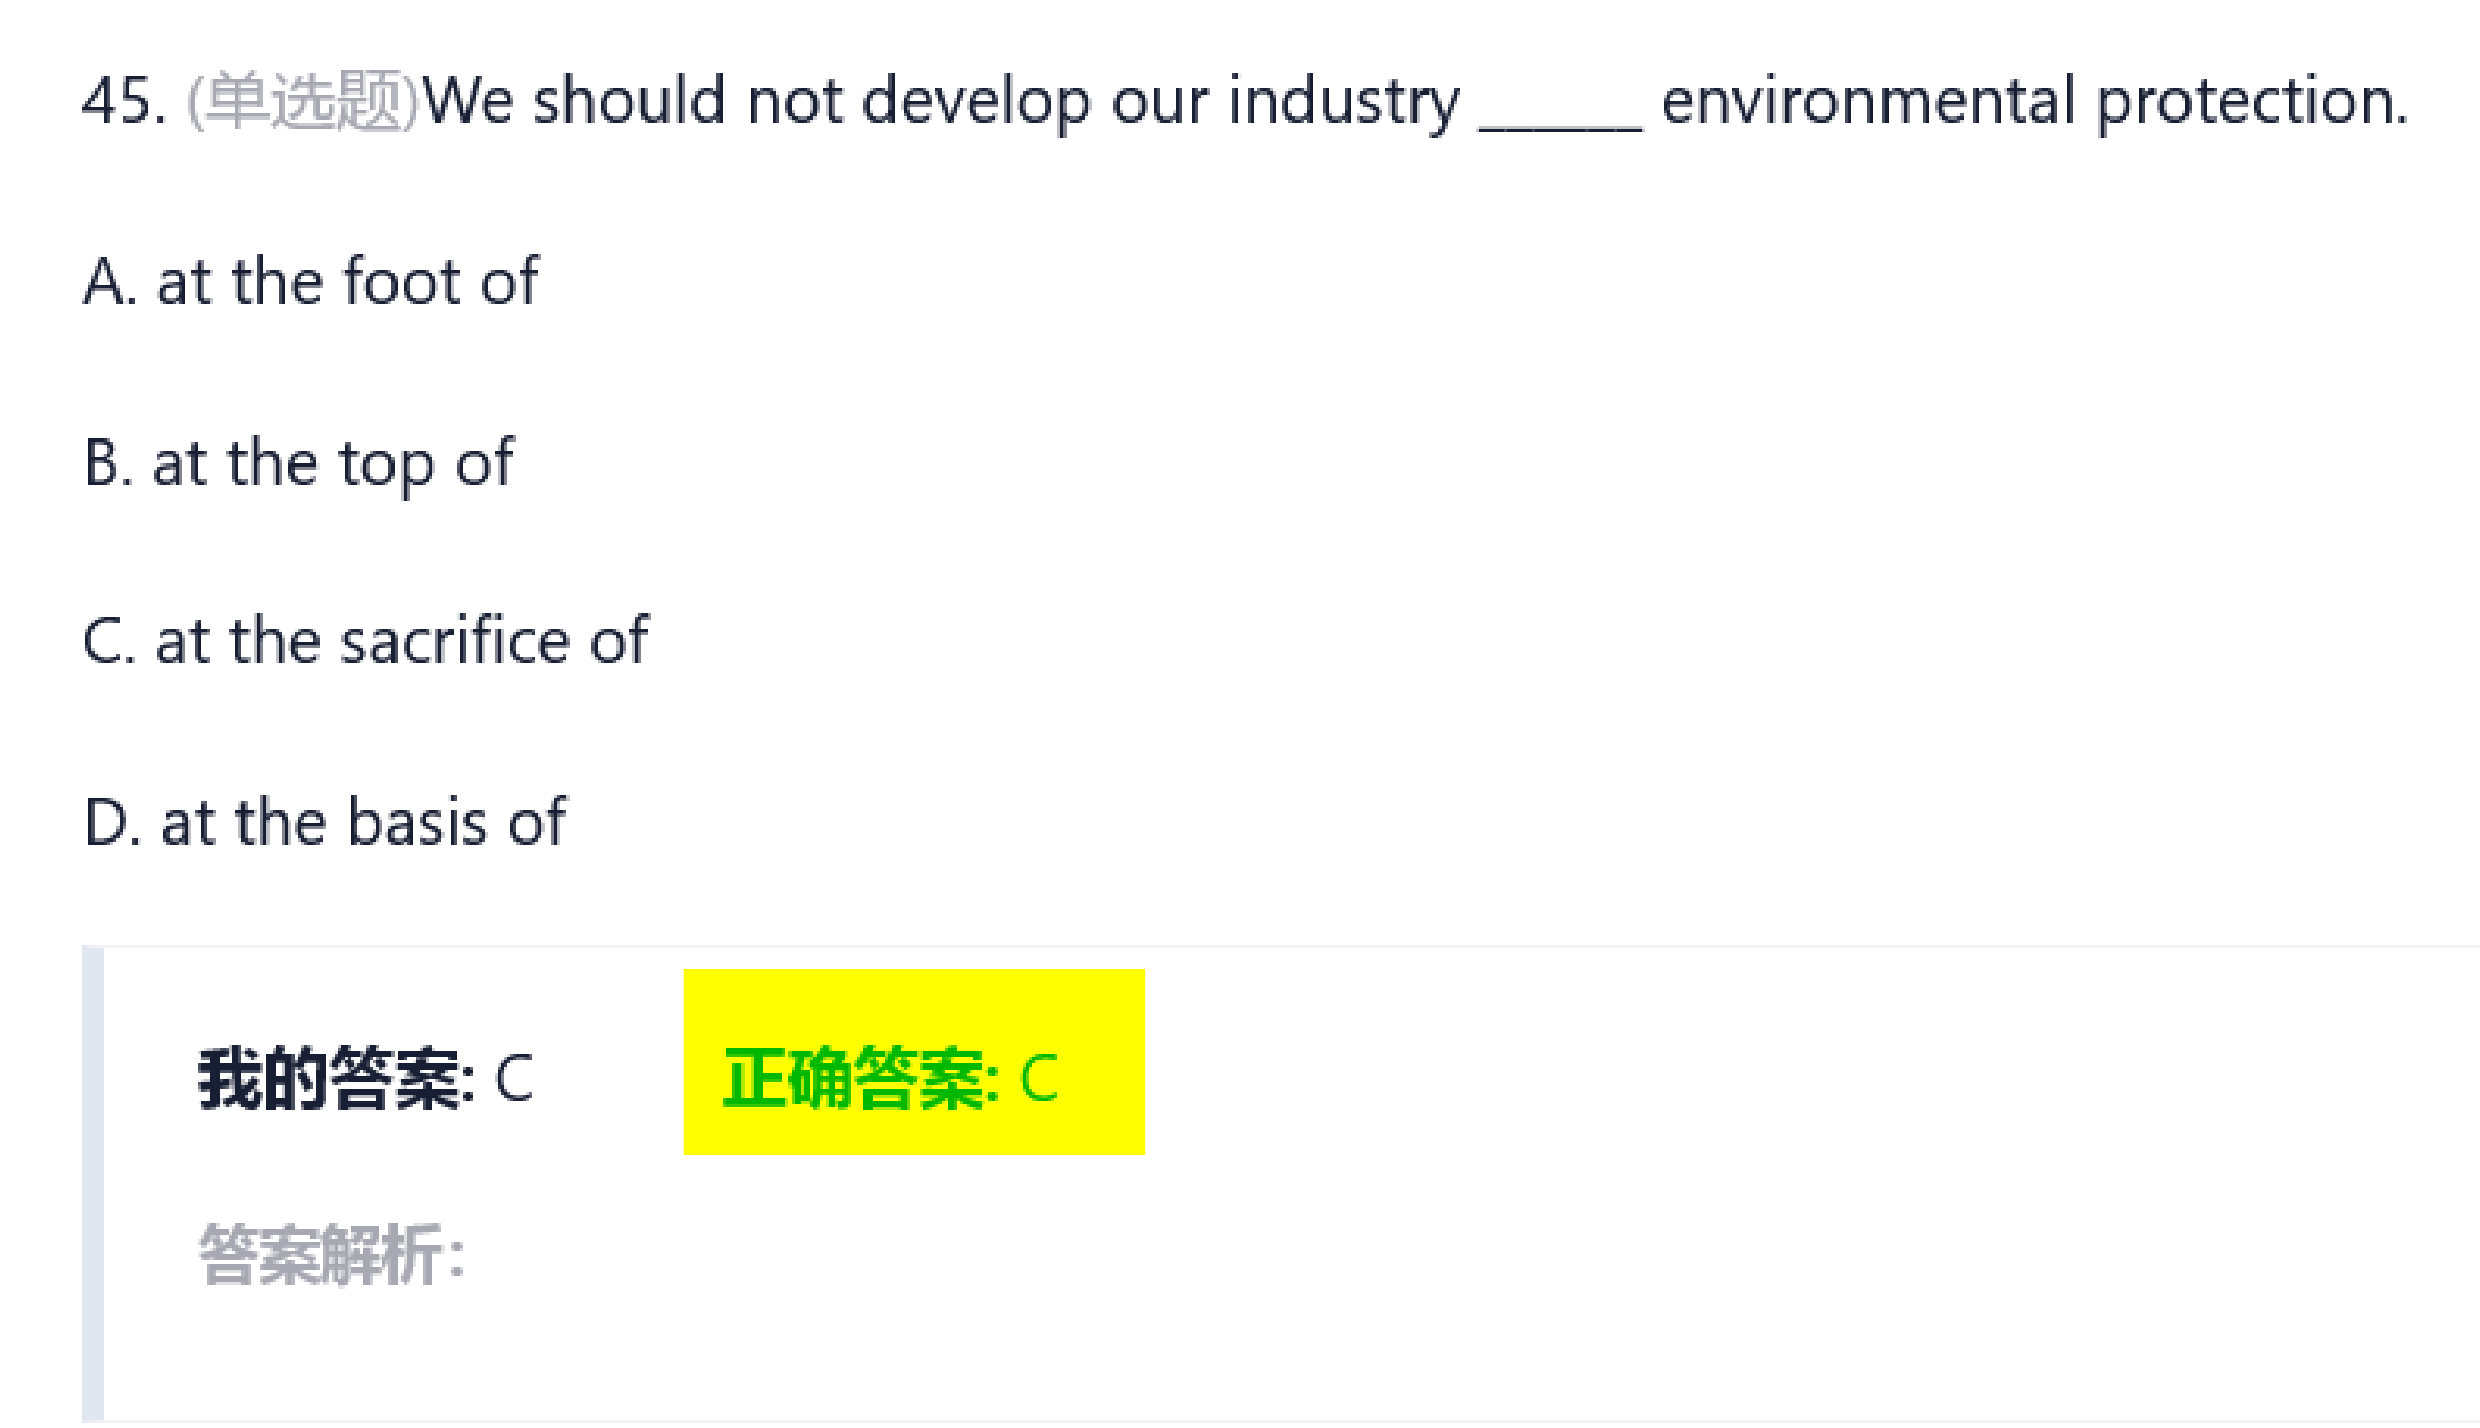 45. (单选题)We should not develop our industry ______ environmental protection.
A. at the foot of
B. at the top of
C. at the sacrifice of
D. at the basis of
我的答案: C 正确答案: C
答案解析：